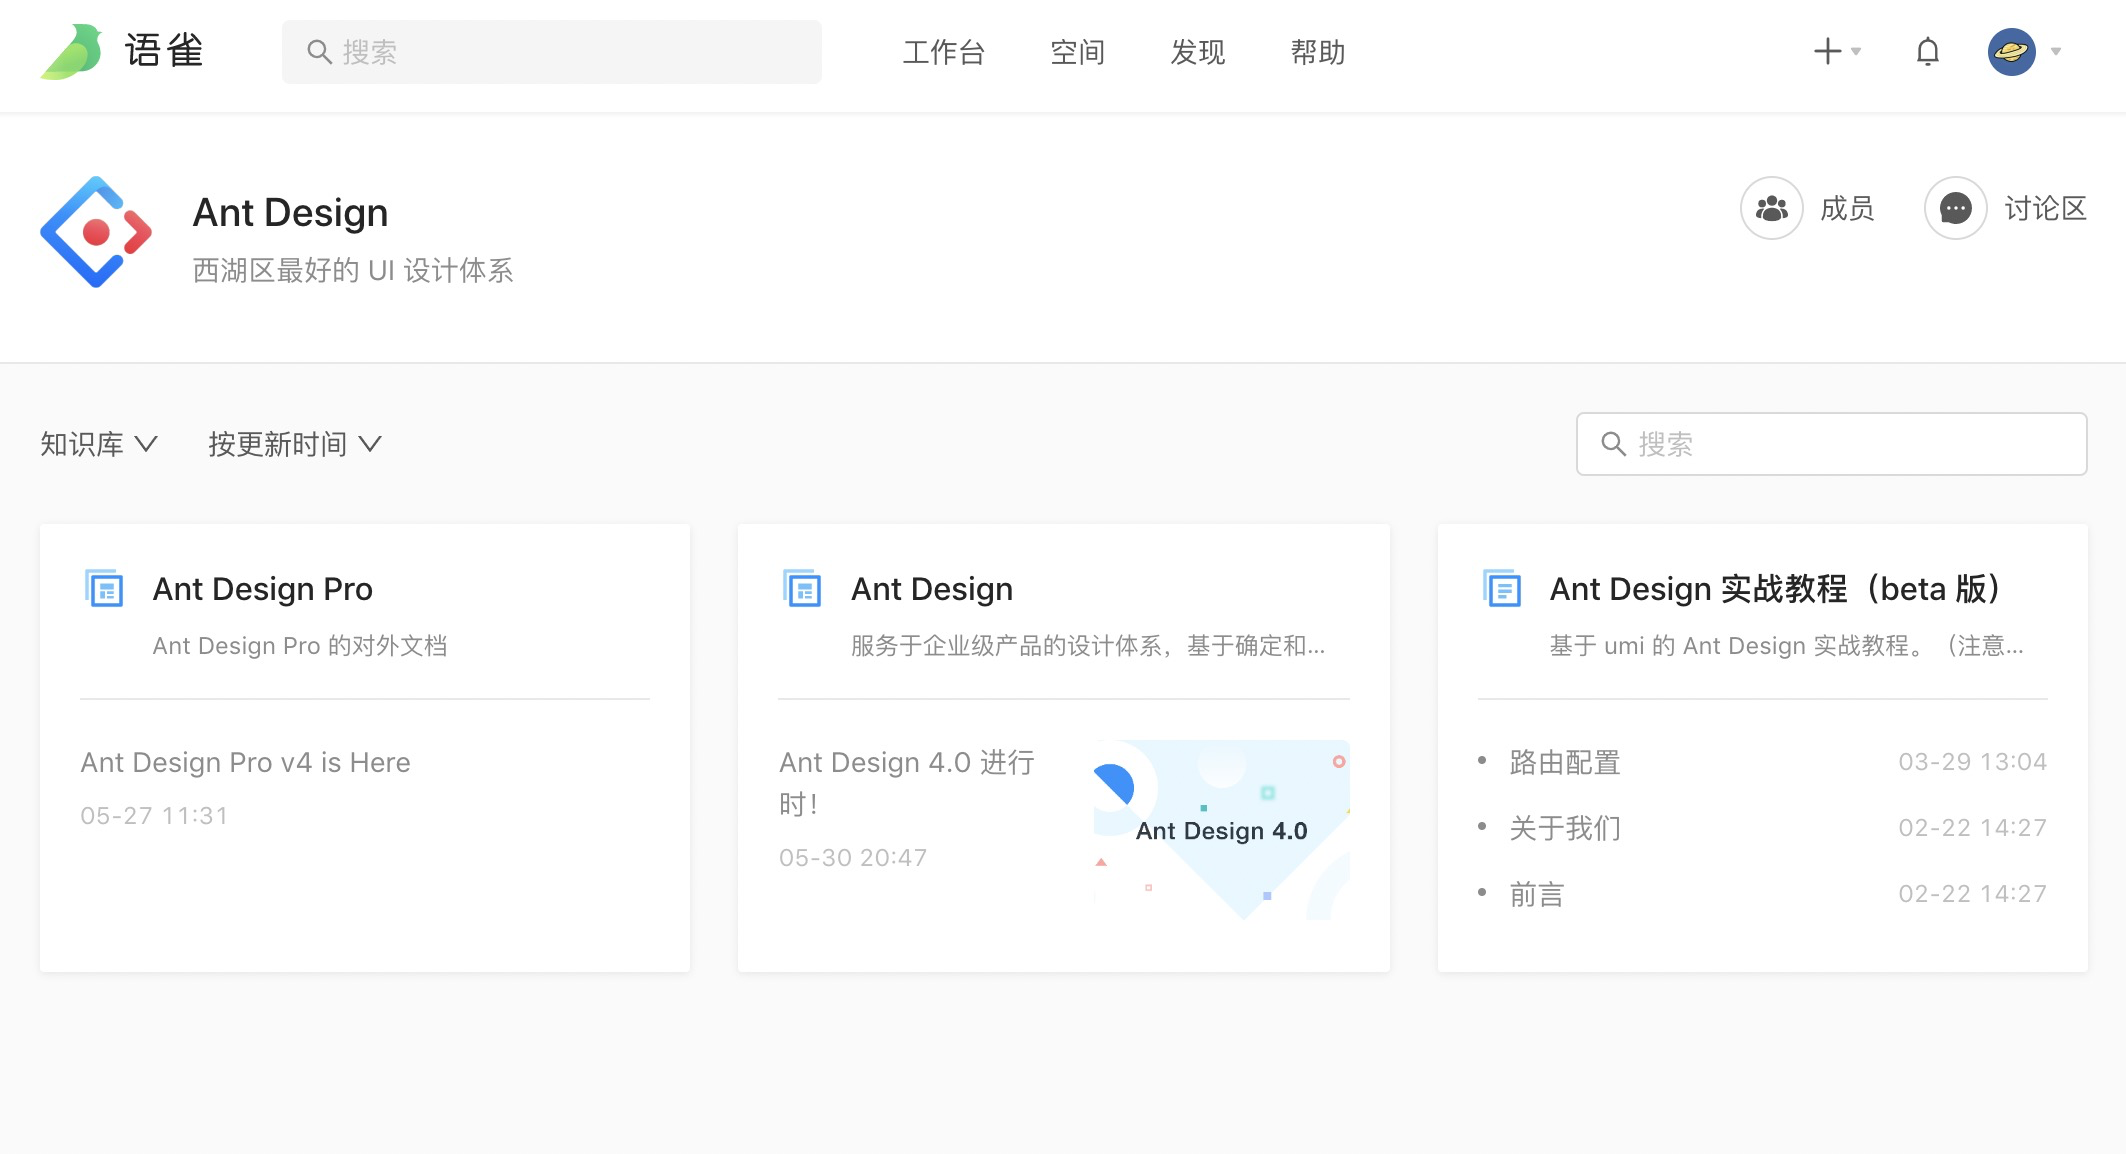 语雀
搜索
工作台
空间
发现
帮助
Ant Design
西湖区最好的 UI 设计体系
成员
讨论区
知识库
按更新时间
搜索
Ant Design Pro
Ant Design Pro 的对外文档
Ant Design Pro v4 is Here
05-27 11:31
Ant Design
服务于企业级产品的设计体系，基于确定和...
Ant Design 4.0 进行
时！
05-30 20:47
Ant Design 4.0
Ant Design 实战教程（beta 版）
基于 umi 的 Ant Design 实战教程。（注意...
路由配置 03-29 13:04
关于我们 02-22 14:27
前言 02-22 14:27